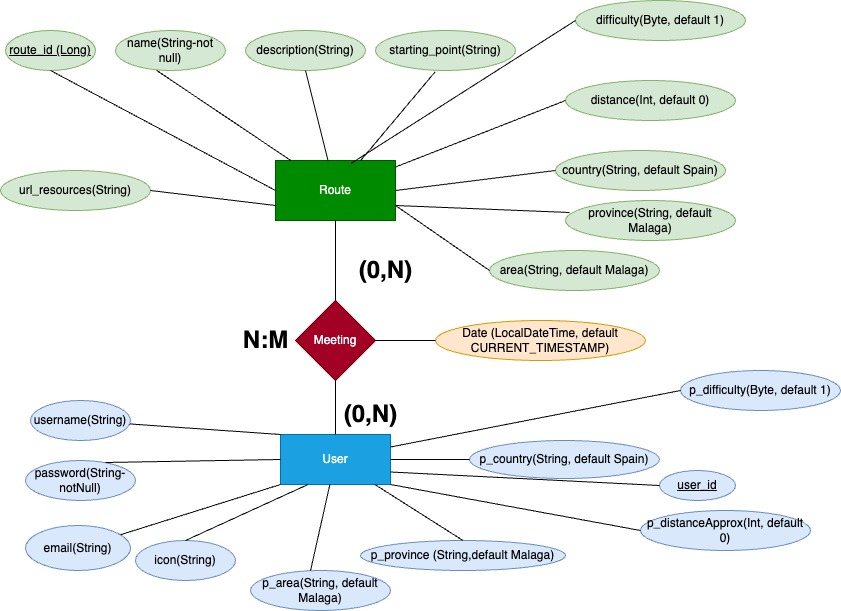 difficulty(Byte, default 1)
route_id (Long)
name(String-not
null)
description(String)
starting_point(String)
distance(Int, default 0)
country(String, default Spain)
url_resources(String)
Route
province(String, default
Malaga)
(0,N)
area(String, default Malaga)
N:M
Meeting
Date (LocalDateTime, default
CURRENT_TIMESTAMP)
p_difficulty(Byte, default 1)
(0,N)
username(String)
User
p_country(String, default Spain)
password(String-
notNull)
user_id
p_distanceApprox(Int, default
0)
email(String)
icon(String)
p_province (String,default Malaga)
p_area(String, default
Malaga)